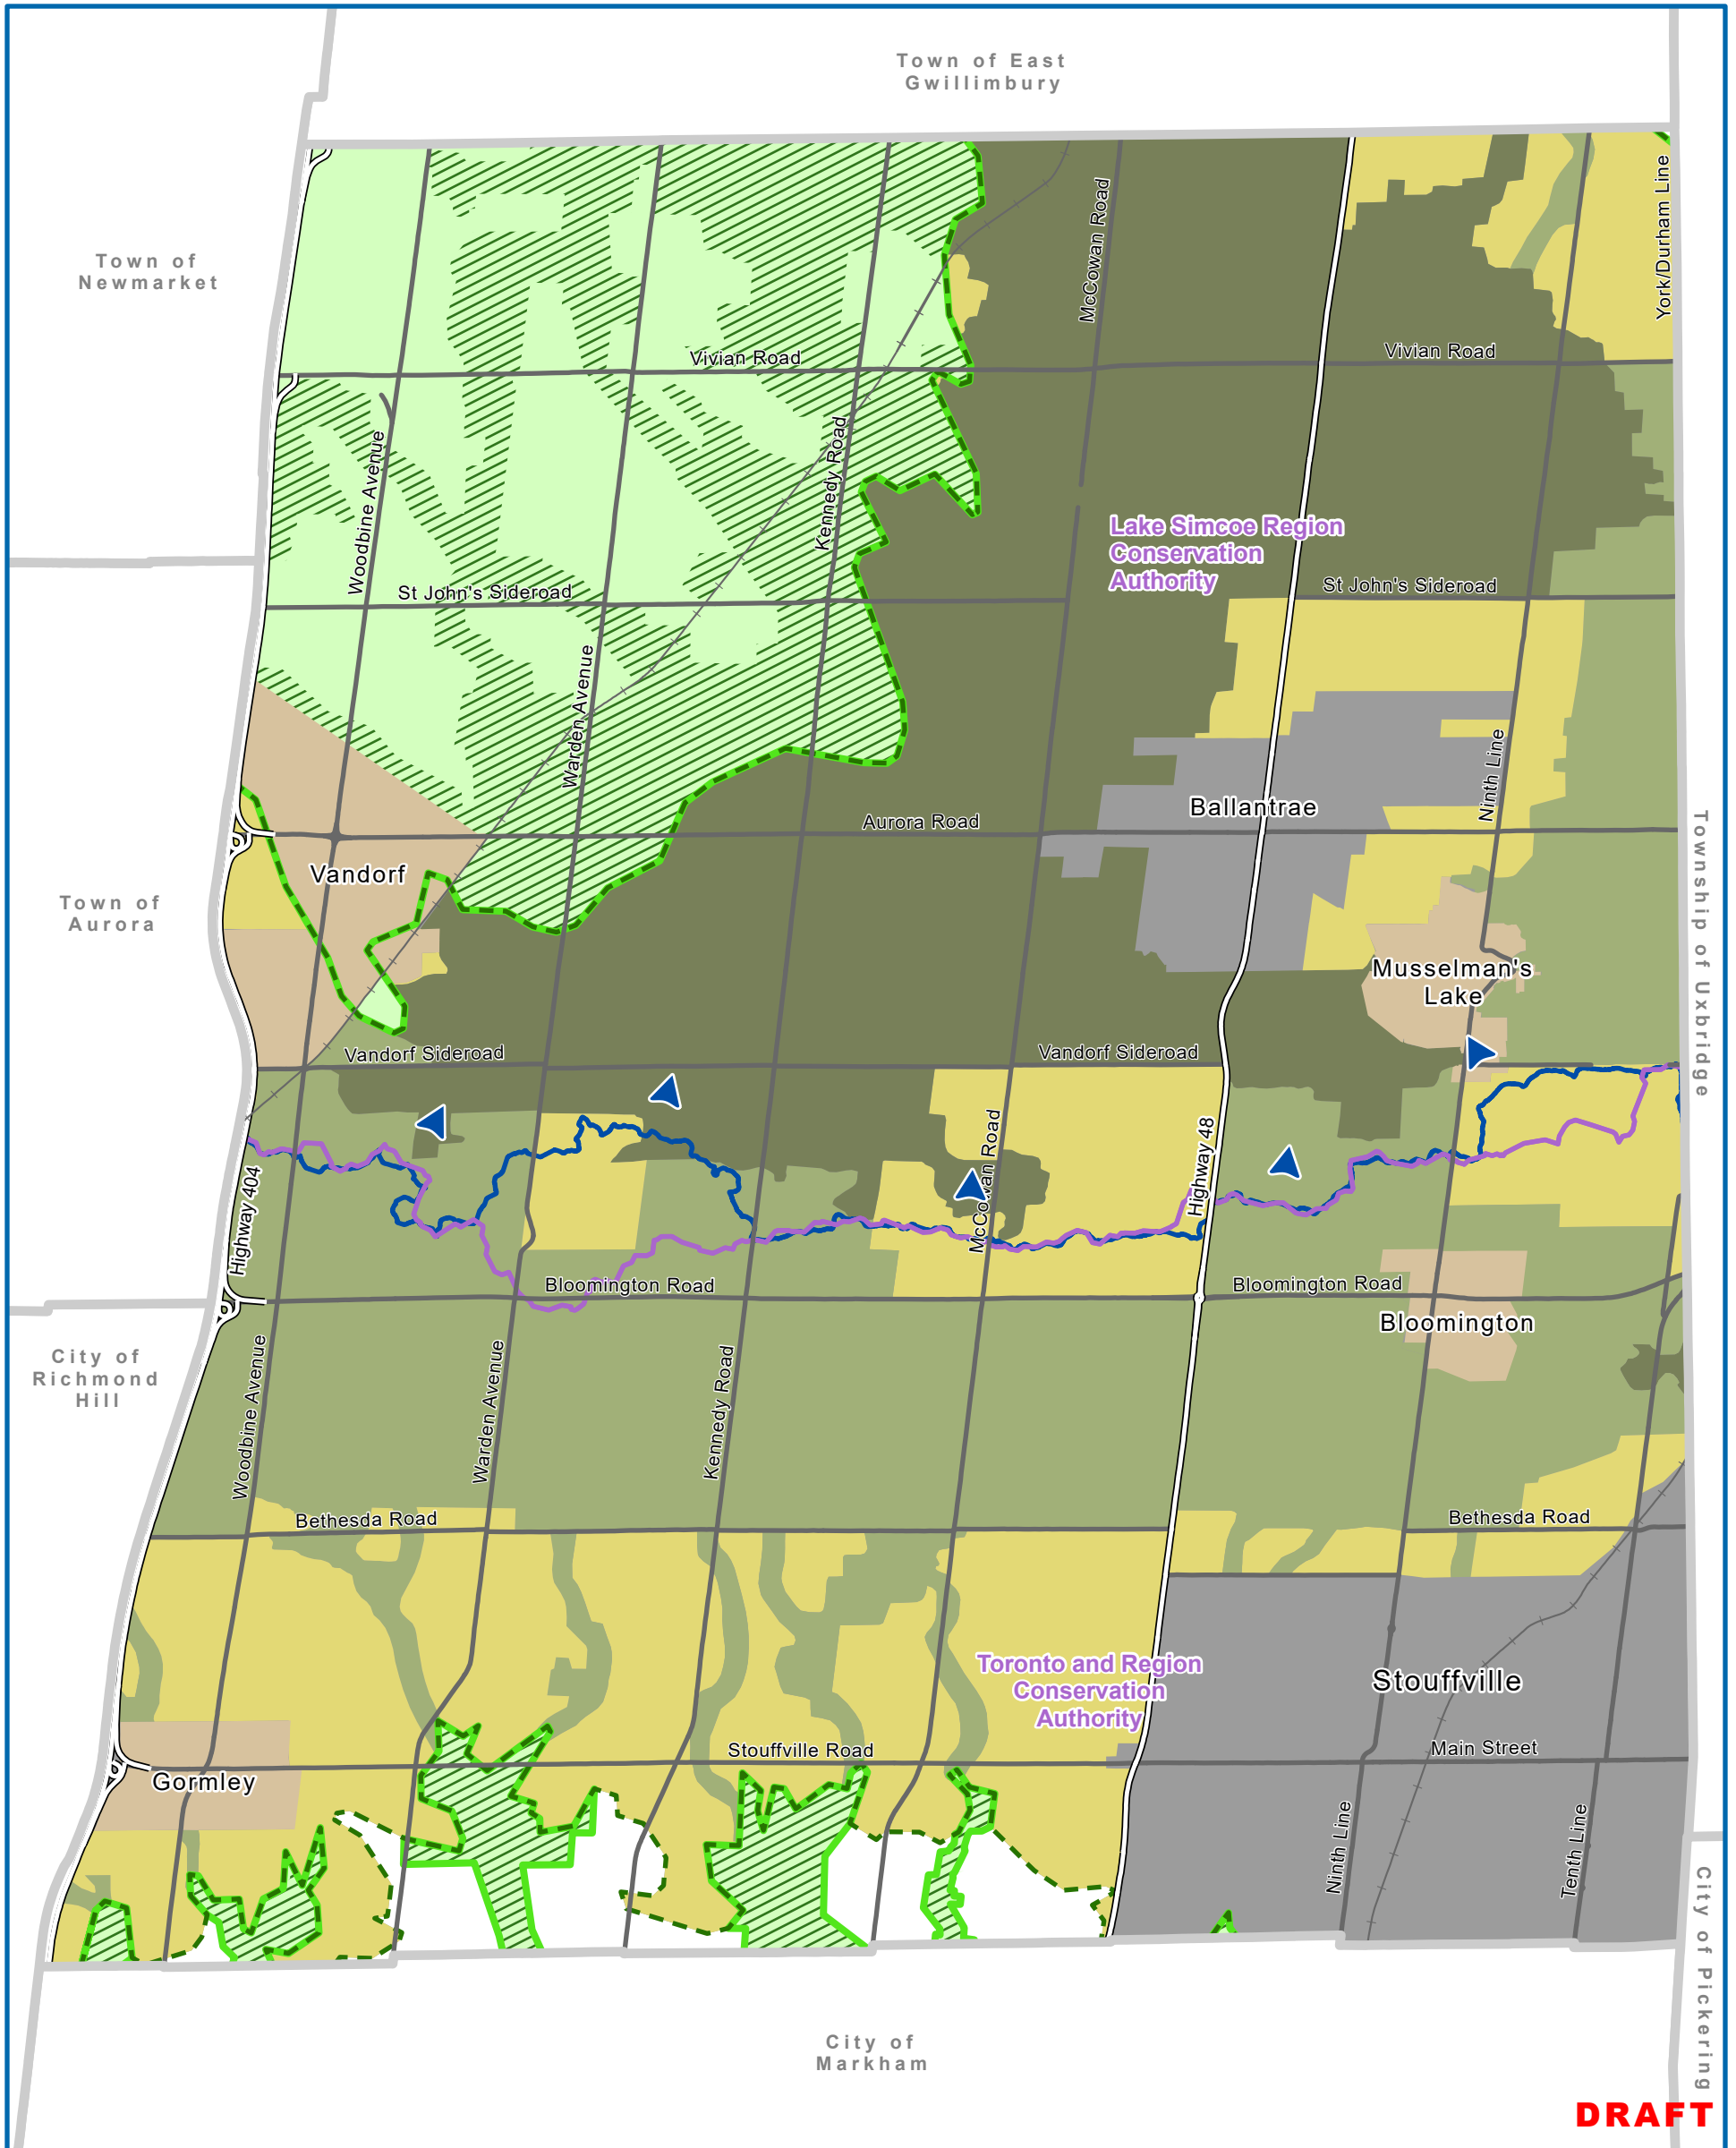 Town of East
Gwillimbury
York/Durham Line
McCowan Road
Town of
Newmarket
Vivian Road
Vivian Road
Woodbine Avenue
Kennedy Road
Lake Simcoe Region
Conservation
Authority
St John's Sideroad
St John's Sideroad
Warden Avenue
Ninth Line
Ballantrae
Aurora Road
Township of Uxbridge
Vandorf
Town of
Aurora
Musselman's
Lake
Vandorf Sideroad
Vandorf Sideroad
McCowan Road
Highway 48
Highway 404
Bloomington Road
Bloomington Road
Bloomington
City of
Richmond
Hill
Woodbine Avenue
Warden Avenue
Kennedy Road
Bethesda Road
Bethesda Road
Toronto and Region
Conservation
Authority
Stouffville
Stouffville Road
Main Street
Gormley
Ninth Line
Tenth Line
City of Pickering
City of
Markham
DRAFT